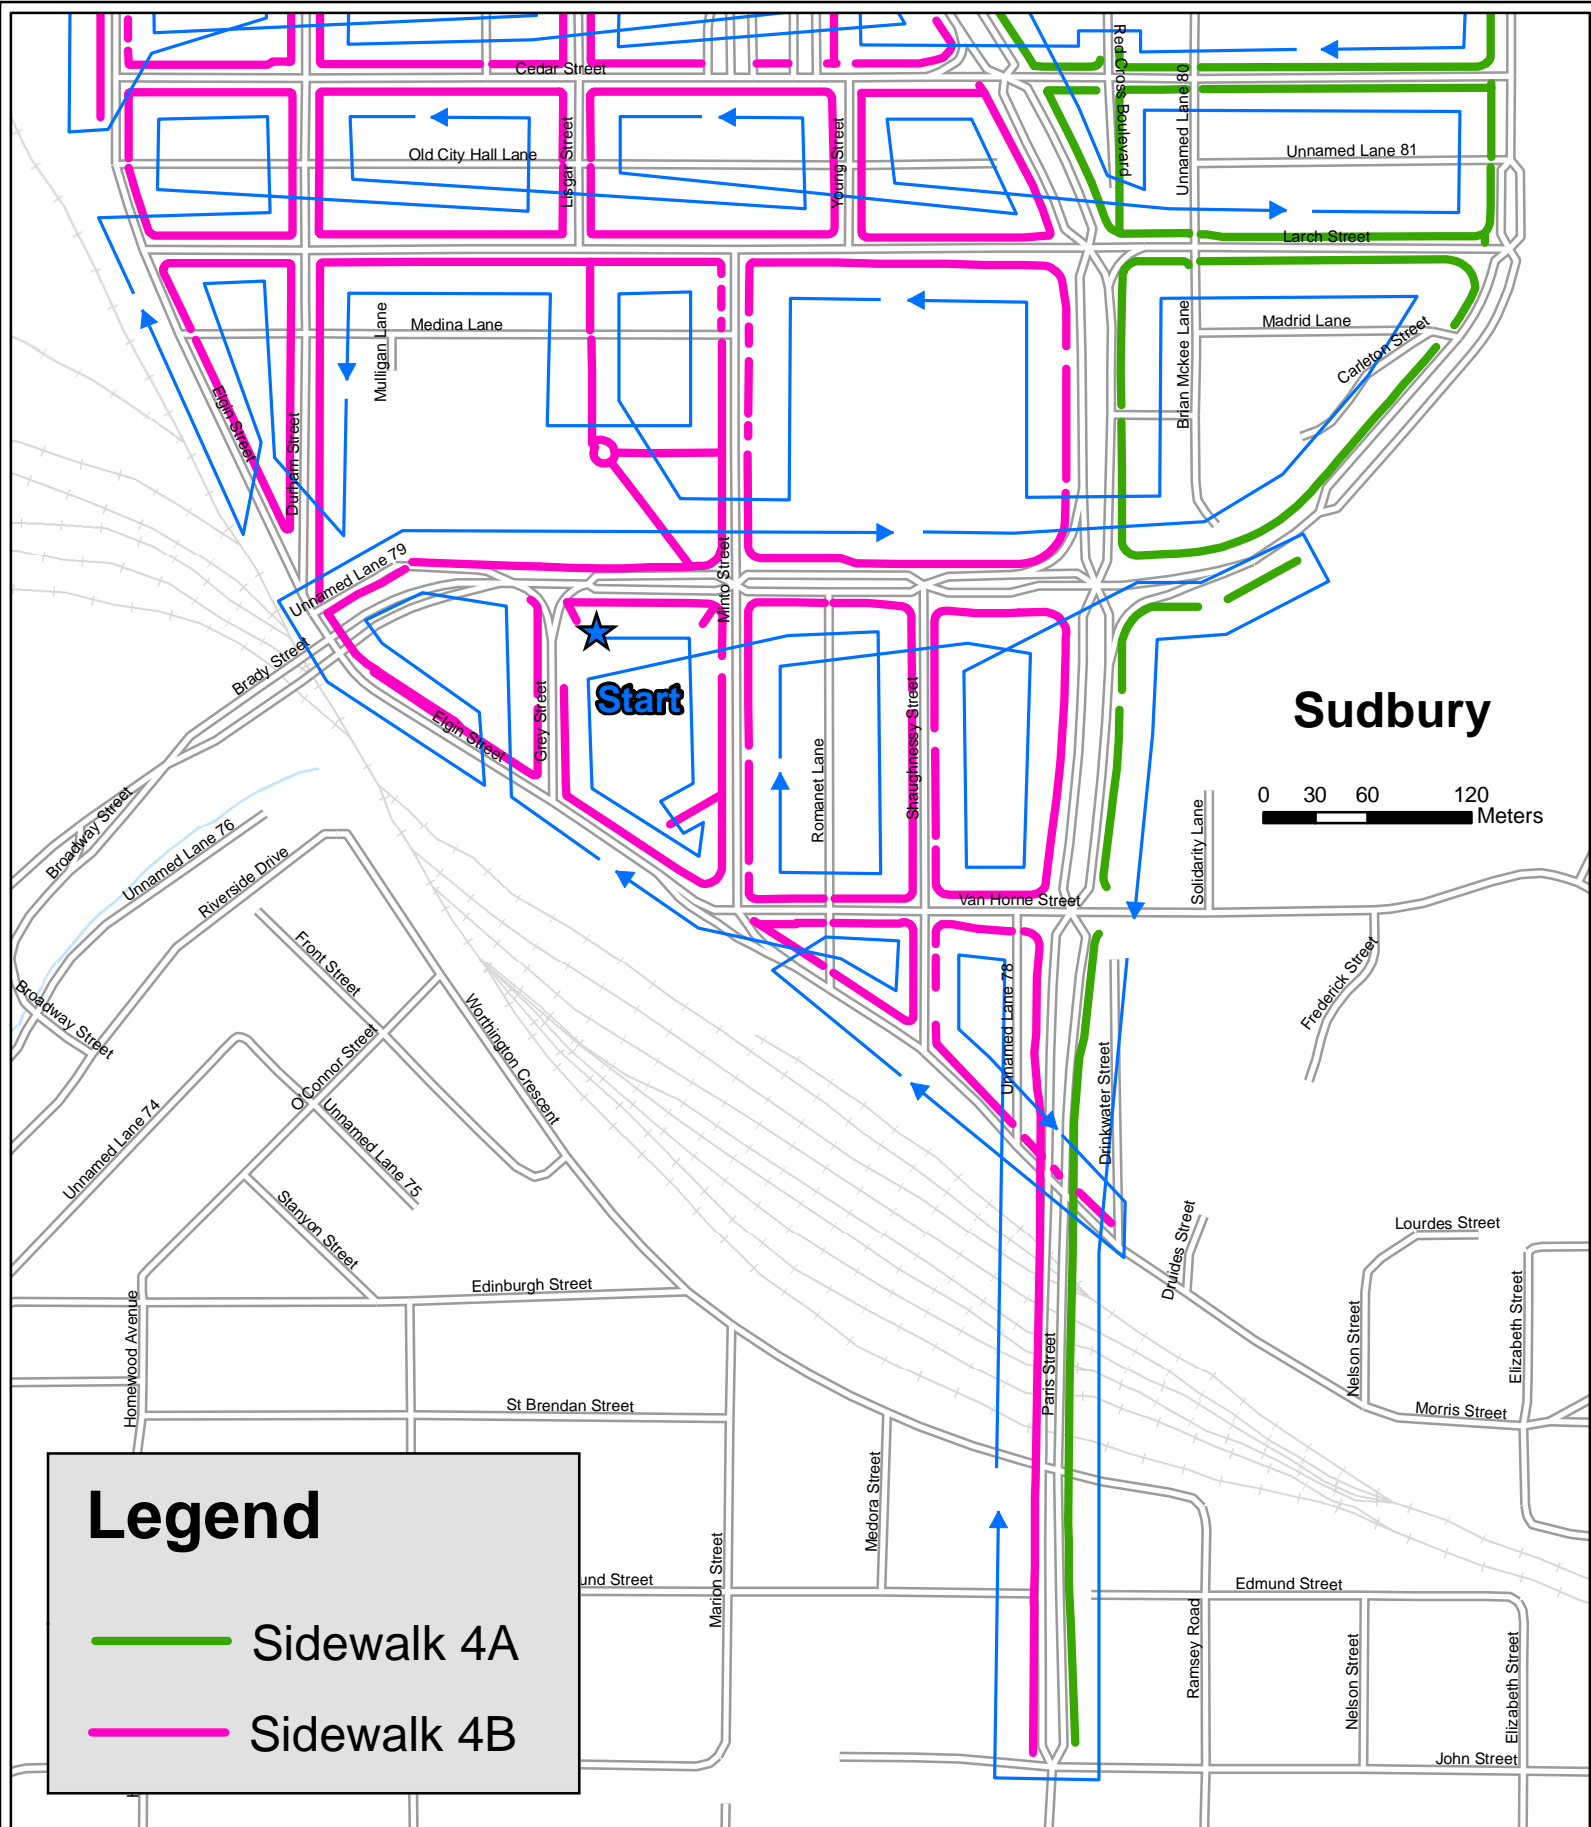 Cedar Street
Red Cross Boulevard
Unnamed Lane 80
Old City Hall Lane
Lisgar Street
Young Street
Unnamed Lane 81
Larch Street
Medina Lane
Mulligan Lane
Brian Mckee Lane
Madrid Lane
Carleton Street
Elgin Street
Durham Street
Unnamed Lane 79
Minto Street
Brady Street
Start
Elgin Street
Grey Street
Romanet Lane
Shaughnessy Street
Sudbury
0 30 60 120
Meters
Solidarity Lane
Broadway Street
Unnamed Lane 76
Riverside Drive
Van Horne Street
Front Street
Frederick Street
Broadway Street
Worthington Crescent
O'Connor Street
Unnamed Lane 78
Drinkwater Street
Unnamed Lane 74
Unnamed Lane 75
Stanyon Street
Druides Street
Lourdes Street
Edinburgh Street
Homewood Avenue
Paris Street
Nelson Street
Elizabeth Street
St Brendan Street
Morris Street
Legend
Medora Street
Marion Street
und Street
Edmund Street
Ramsey Road
Nelson Street
Elizabeth Street
Sidewalk 4A
Sidewalk 4B
John Street